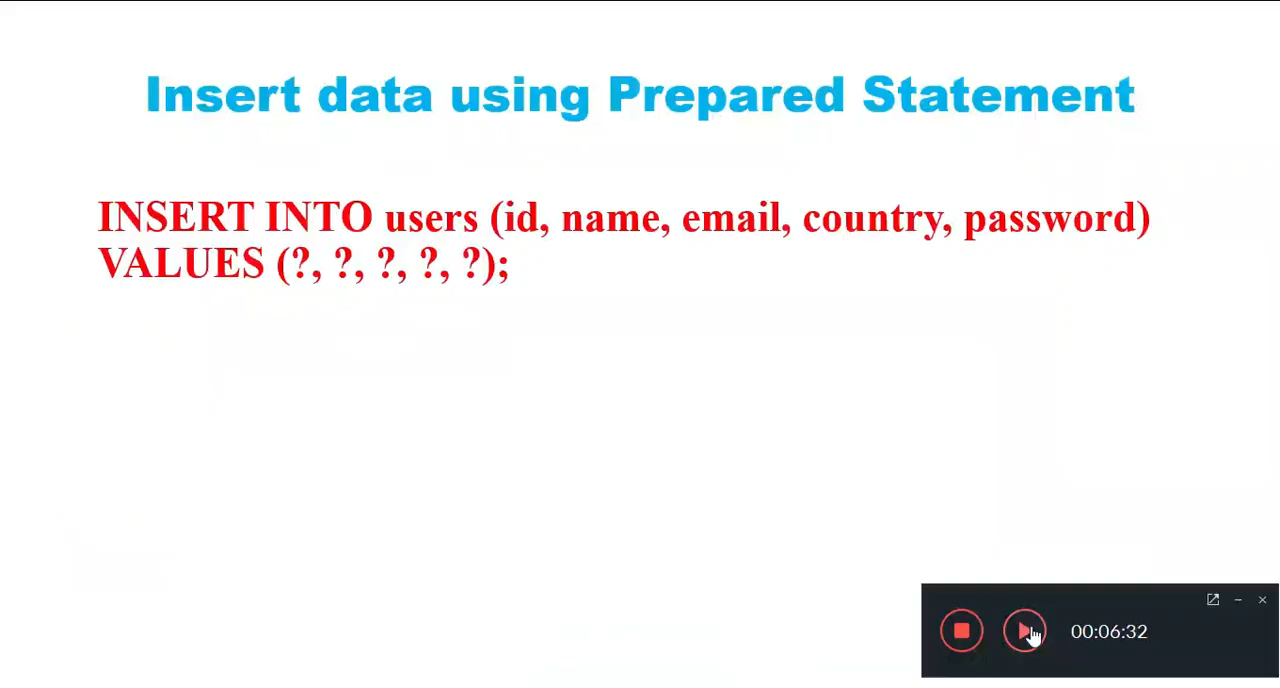 Insert data using Prepared Statement
INSERT INTO users (id, name, email, country, password)
VALUES (?, ?, ?, ?, ?);
00:06:32